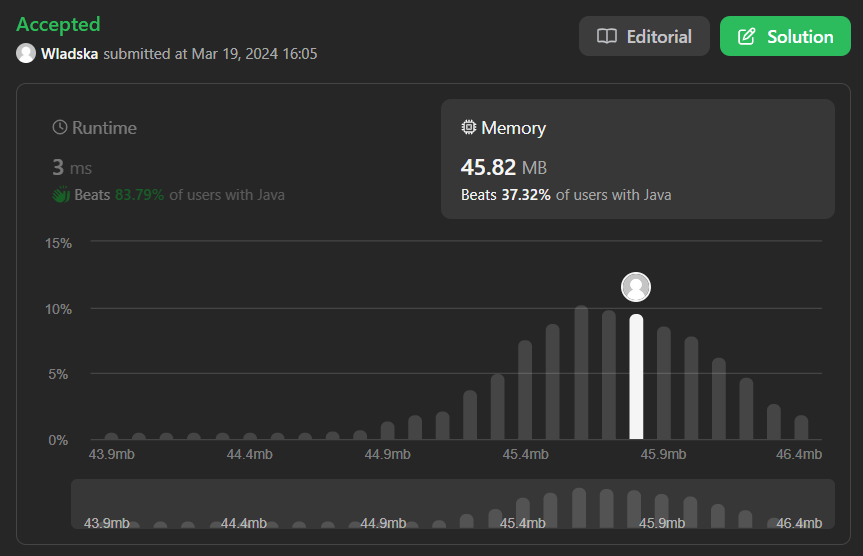 Accepted
Editorial
Solution
Wladska submitted at Mar 19, 2024 16:05
Runtime
3 ms
Beats 83.79% of users with Java
Memory
45.82 MB
Beats 37.32% of users with Java
15%
10%
5%
0%
43.9mb 44.4mb 44.9mb 45.4mb 45.9mb 46.4mb
43.9mb 44.4mb 44.9mb 45.4mb 45.9mb 46.4mb